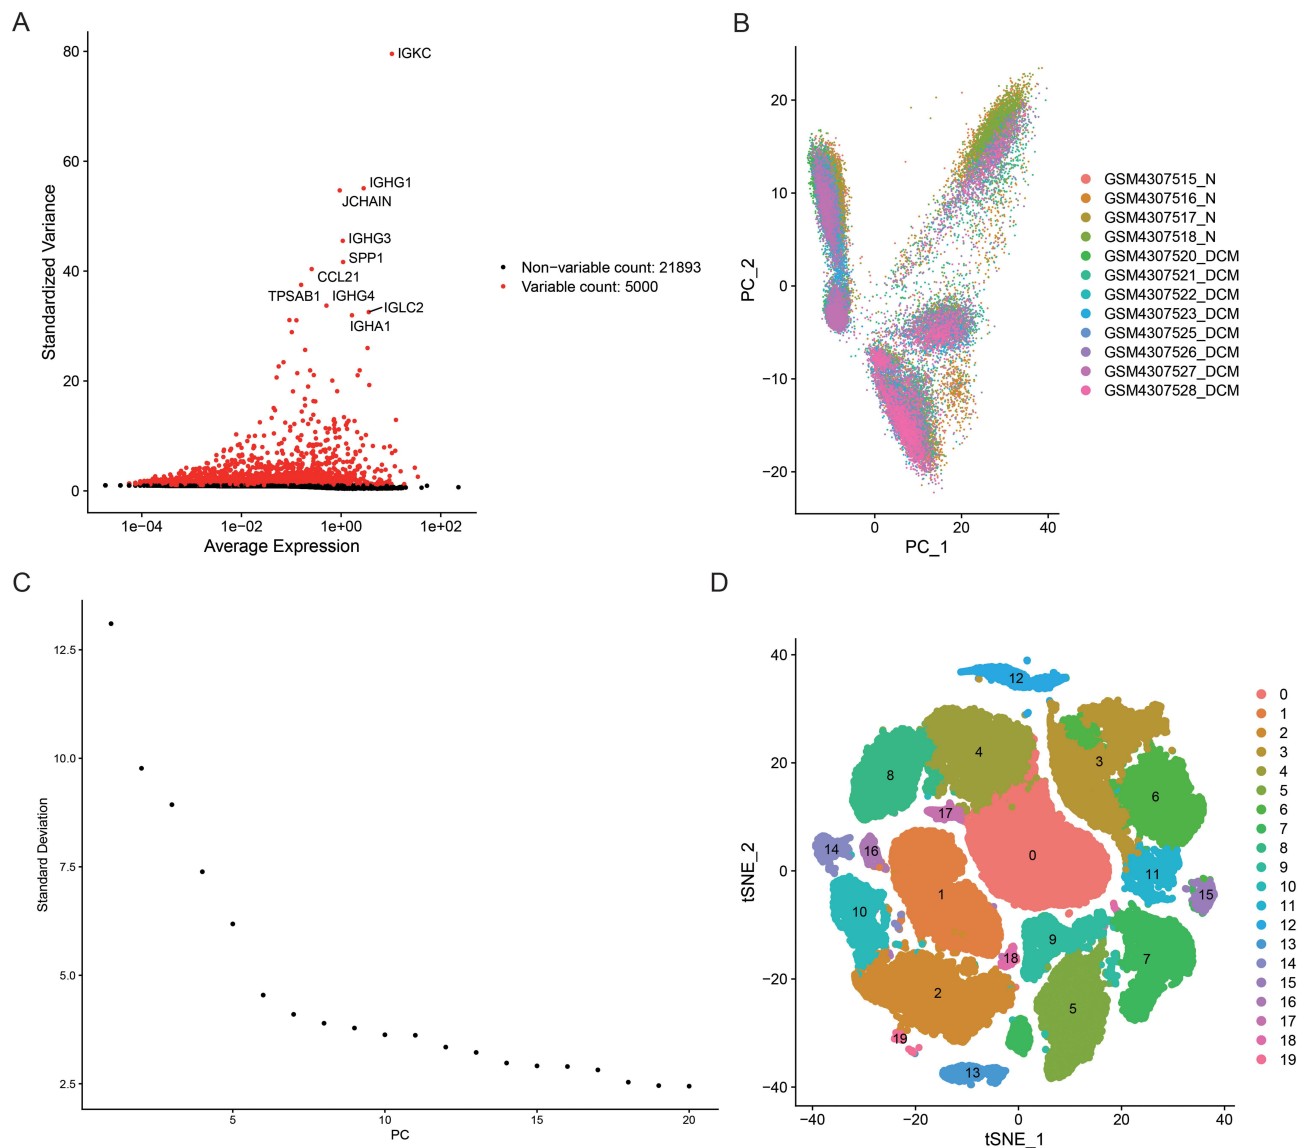 A
80
60
40
20
0
Standardized Variance
IGKC
IGHG1
JCHAIN
IGHG3
SPP1
CCL21
TPSAB1
IGHG4
IGLC2
IGHA1
1e−04
1e−02
1e+00
1e+02
Average Expression
Non−variable count: 21893
Variable count: 5000
B
20
10
0
−10
−20
PC_2
0
20
40
PC_1
GSM4307515_N
GSM4307516_N
GSM4307517_N
GSM4307518_N
GSM4307520_DCM
GSM4307521_DCM
GSM4307522_DCM
GSM4307523_DCM
GSM4307525_DCM
GSM4307526_DCM
GSM4307527_DCM
GSM4307528_DCM
C
12.5
10.0
7.5
5.0
2.5
Standard Deviation
5
10
15
20
PC
D
40
20
0
−20
−40
tSNE_2
12
4
3
8
6
17
14
16
0
11
15
1
10
9
18
7
2
5
19
13
−40
−20
0
20
40
tSNE_1
0
1
2
3
4
5
6
7
8
9
10
11
12
13
14
15
16
17
18
19